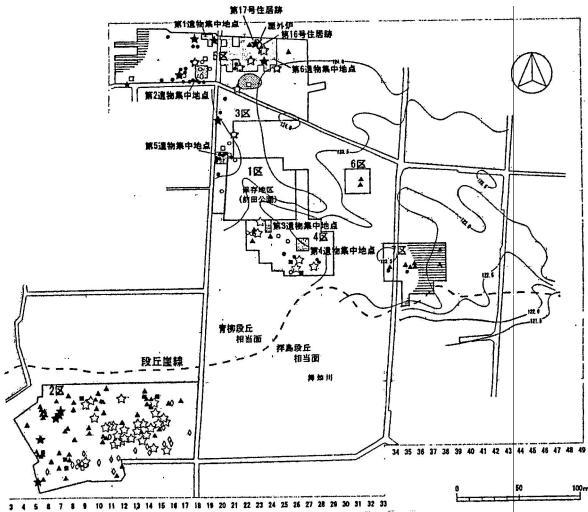 第17号住居跡
第1遺物集中地点
屋外炉
第16号住居跡
5区
第6遺物集中地点
第2遺物集中地点
3区
第5遺物集中地点
1区
保存地区
(前田公園)
6区
第3遺物集中地点
4区
第4遺物集中地点
7区
青柳段丘
相当面
拝島段丘
相当面
段丘崖線
2区
3 4 5 6 7 8 9 10 11 12 13 14 15 16 17 18 19 20 21 22 23 24 25 26 27 28 29 30 31 32 33
34 35 36 37 38 39 40 41 42 43 44 45 46 47 48 49
0 50 100m